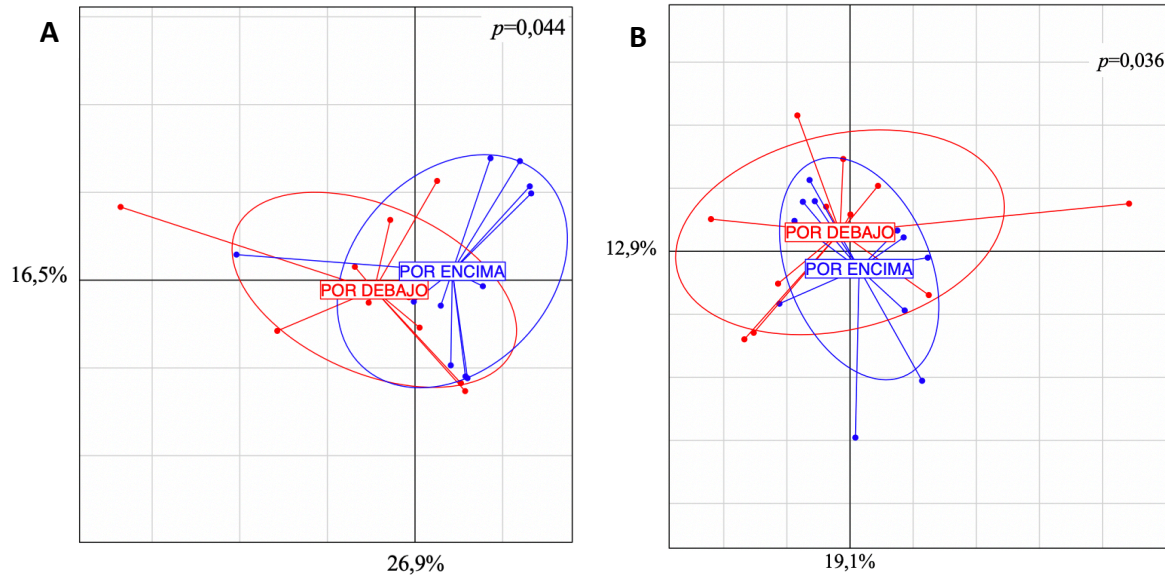 A
p=0,044
POR ENCIMA
POR DEBAJO
16,5%
26,9%
B
p=0,036
POR DEBAJO
POR ENCIMA
12,9%
19,1%